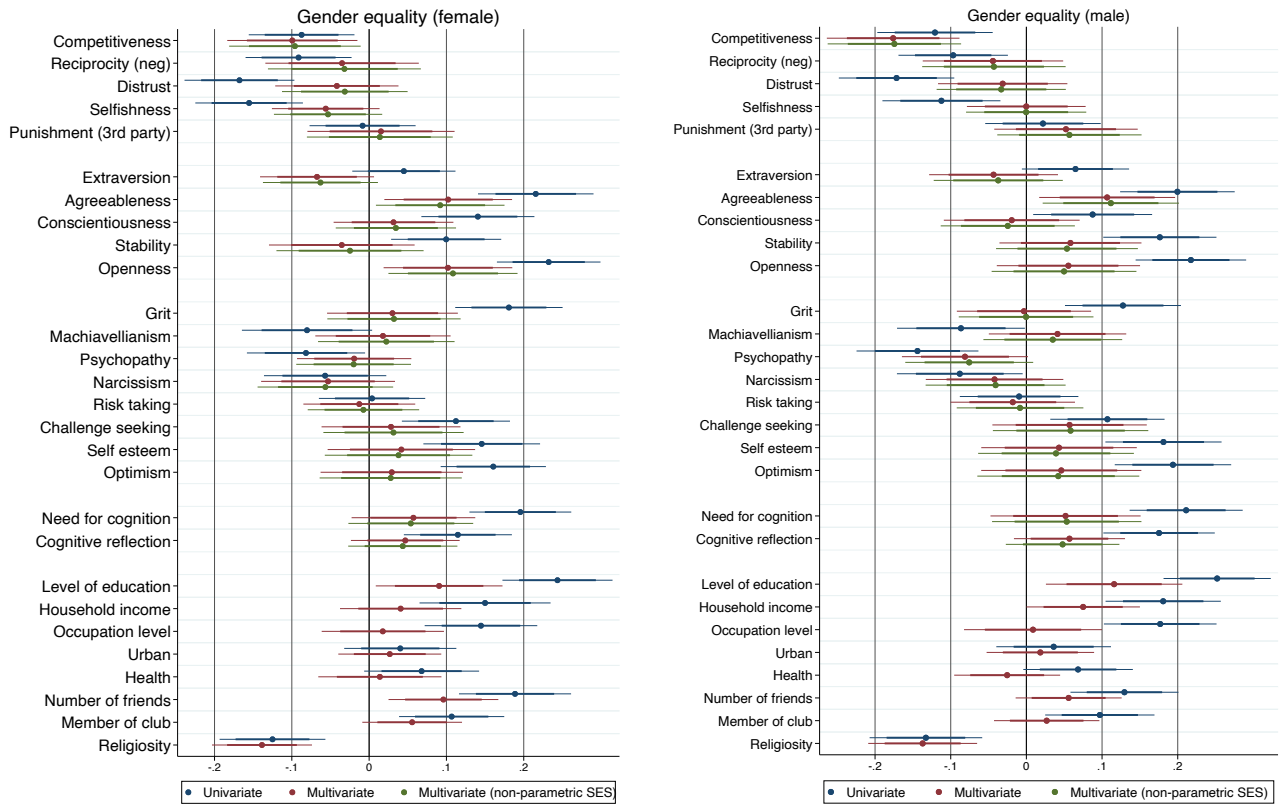 Gender equality (female)
Competitiveness
Reciprocity (neg)
Distrust
Selfishness
Punishment (3rd party)
Extraversion
Agreeableness
Conscientiousness
Stability
Openness
Grit
Machiavellianism
Psychopathy
Narcissism
Risk taking
Challenge seeking
Self esteem
Optimism
Need for cognition
Cognitive reflection
Level of education
Household income
Occupation level
Urban
Health
Number of friends
Member of club
Religiosity
-.2 -.1 0 .1 .2
Univariate Multivariate Multivariate (non-parametric SES)
Gender equality (male)
Competitiveness
Reciprocity (neg)
Distrust
Selfishness
Punishment (3rd party)
Extraversion
Agreeableness
Conscientiousness
Stability
Openness
Grit
Machiavellianism
Psychopathy
Narcissism
Risk taking
Challenge seeking
Self esteem
Optimism
Need for cognition
Cognitive reflection
Level of education
Household income
Occupation level
Urban
Health
Number of friends
Member of club
Religiosity
-.2 -.1 0 .1 .2
Univariate Multivariate Multivariate (non-parametric SES)